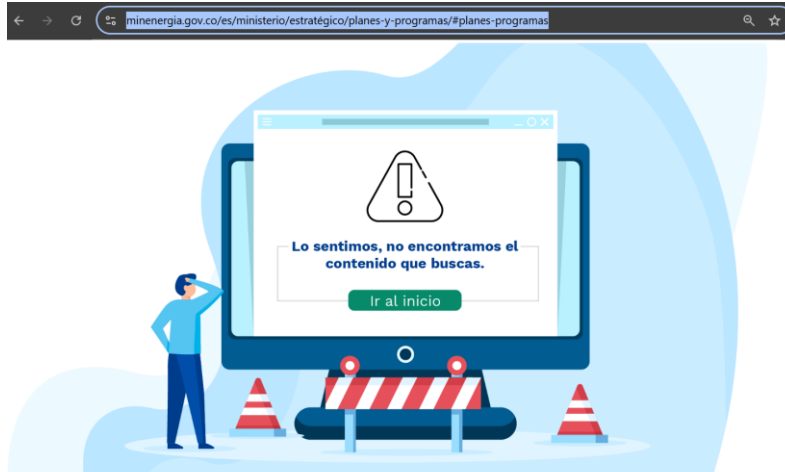 minenergia.gov.co/es/ministerio/estratégico/planes-y-programas/#planes-programas
Lo sentimos, no encontramos el
contenido que buscas.
Ir al inicio